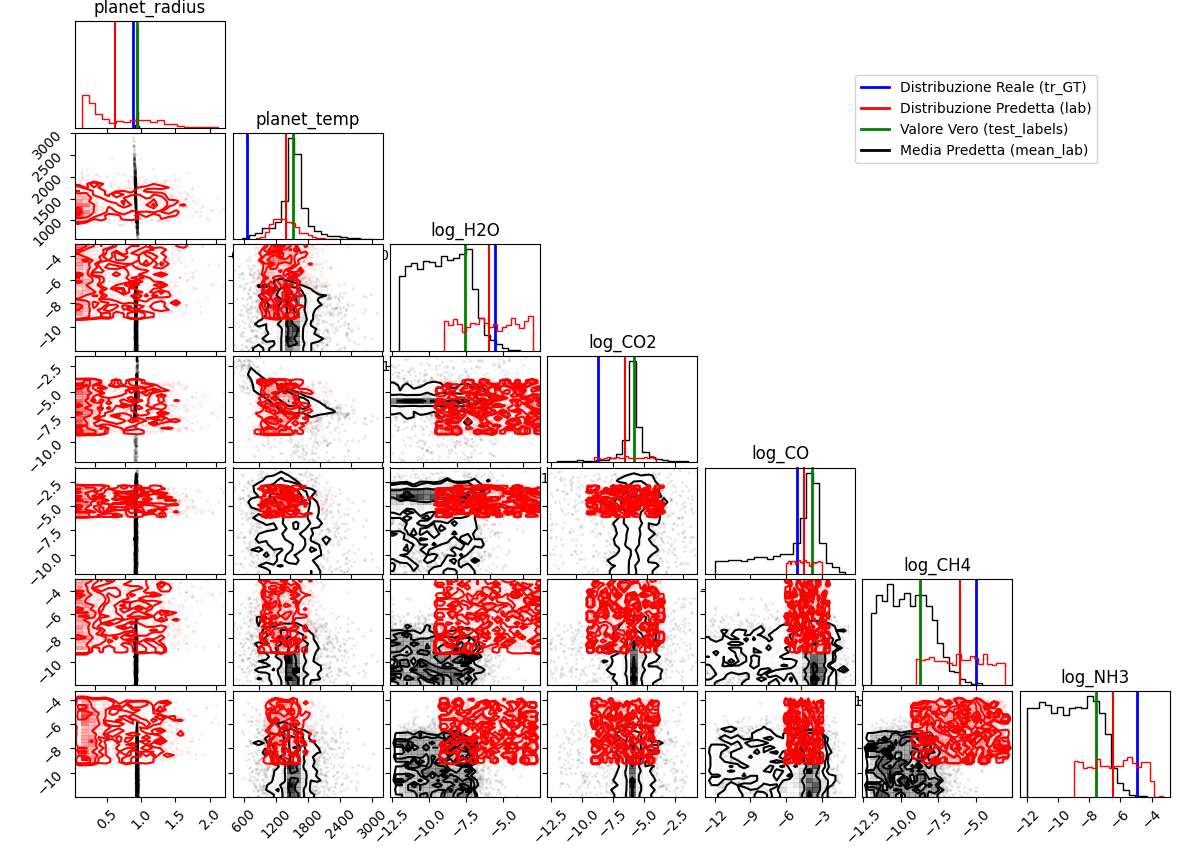 planet_radius
Distribuzione Reale (tr_GT)
Distribuzione Predetta (lab)
Valore Vero (test_labels)
Media Predetta (mean_lab)
planet_temp
3000
2500
2000
1500
1000
log_H2O
−4
−6
−8
−10
log_CO2
−2.5
−5.0
−7.5
−10.0
log_CO
−2.5
−5.0
−7.5
−10.0
log_CH4
−4
−6
−8
−10
log_NH3
−4
−6
−8
−10
0.5 1.0 1.5 2.0 600 1200 1800 2400 3000 −12.5 −10.0 −7.5 −5.0 −12.5 −10.0 −7.5 −5.0 −2.5 −12 −9 −6 −3 −12.5 −10.0 −7.5 −5.0 −12 −10 −8 −6 −4